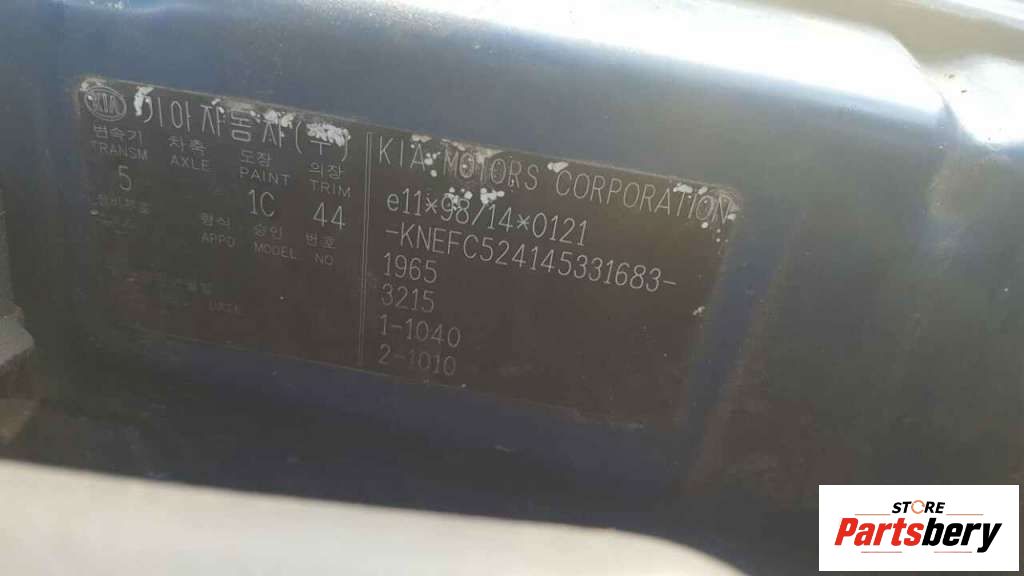 KIA 기아자동차(주)
변속기 차축 도장 의장
TRANSM AXLE PAINT TRIM
5 1C 44
형식 승인 번호
APPD MODEL NO
KIA MOTORS CORPORATION
e11*98/14*0121
-KNEFC524145331683-
1965
3215
1-1040
2-1010
STORE
Partsbery